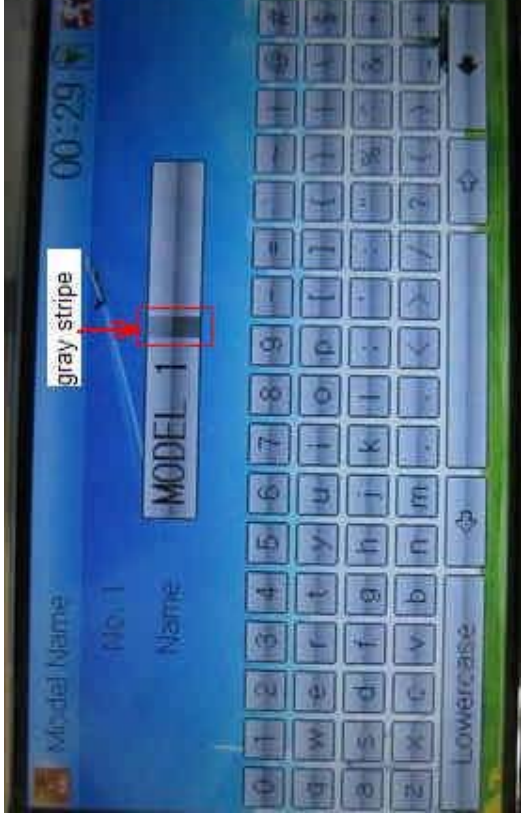 Model Name 00:29
gray stripe
No. 1
Name MODEL 1
0 1 2 3 4 5 6 7 8 9 - = ~ ! @ #
q w e r t y u i o p [ ] { } | \ $
a s d f g h j k l ; ' : " % & *
z x c v b n m , . < > / ? ( ) _ +
Lowercase